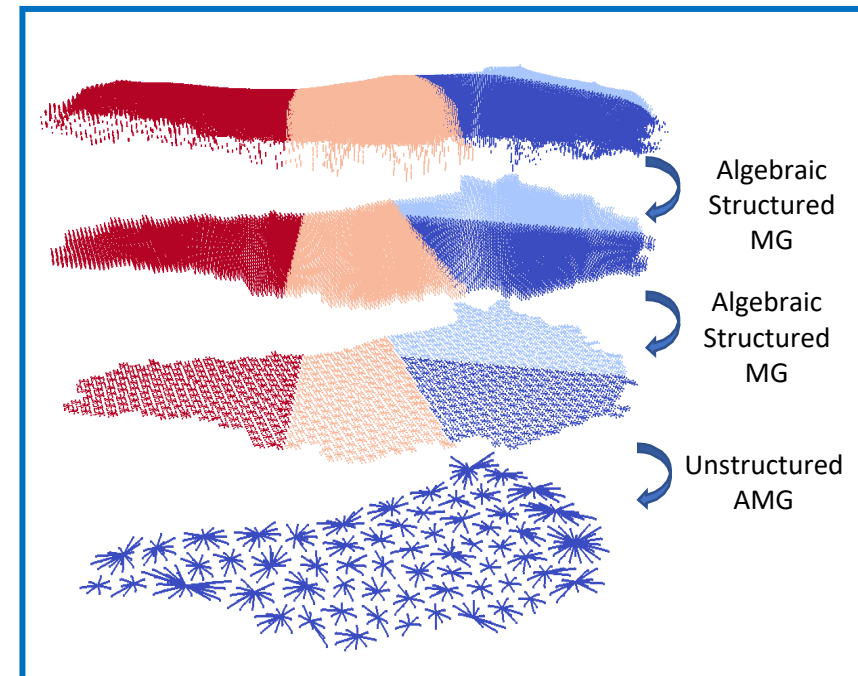 Algebraic
Structured
MG
Algebraic
Structured
MG
Unstructured
AMG